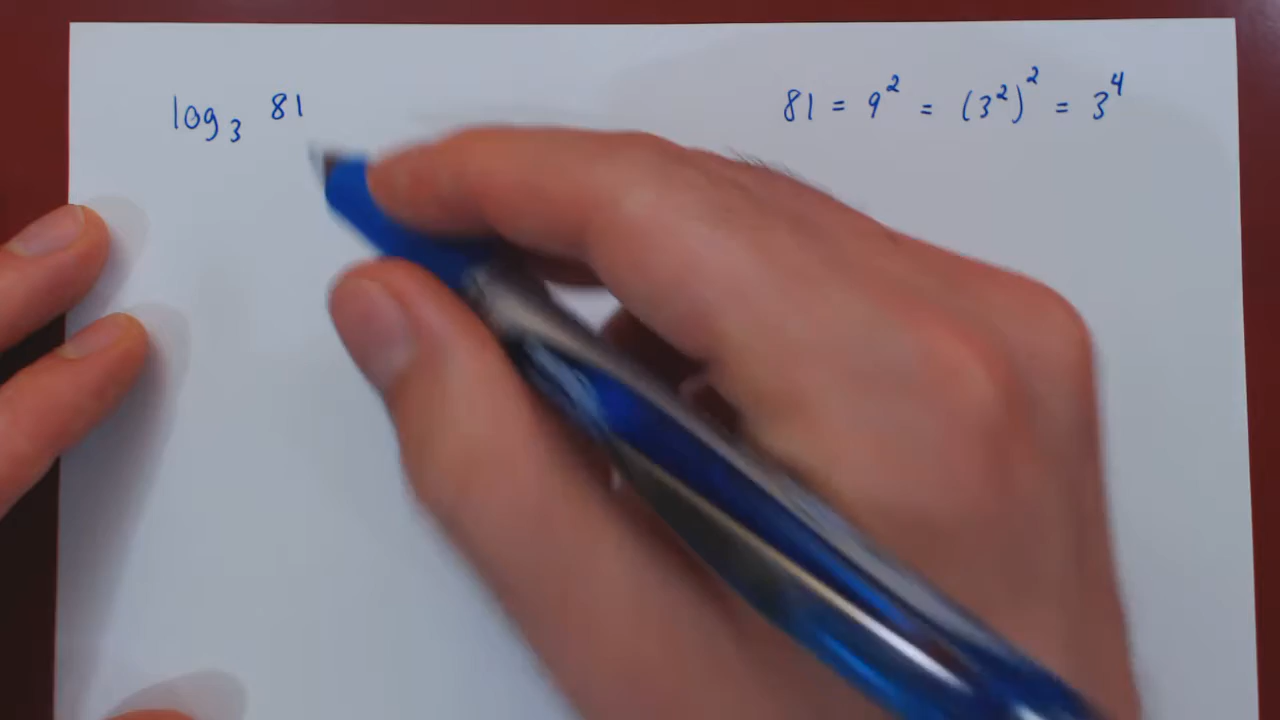 log₃ 81
81 = 9² = (3²)² = 3⁴